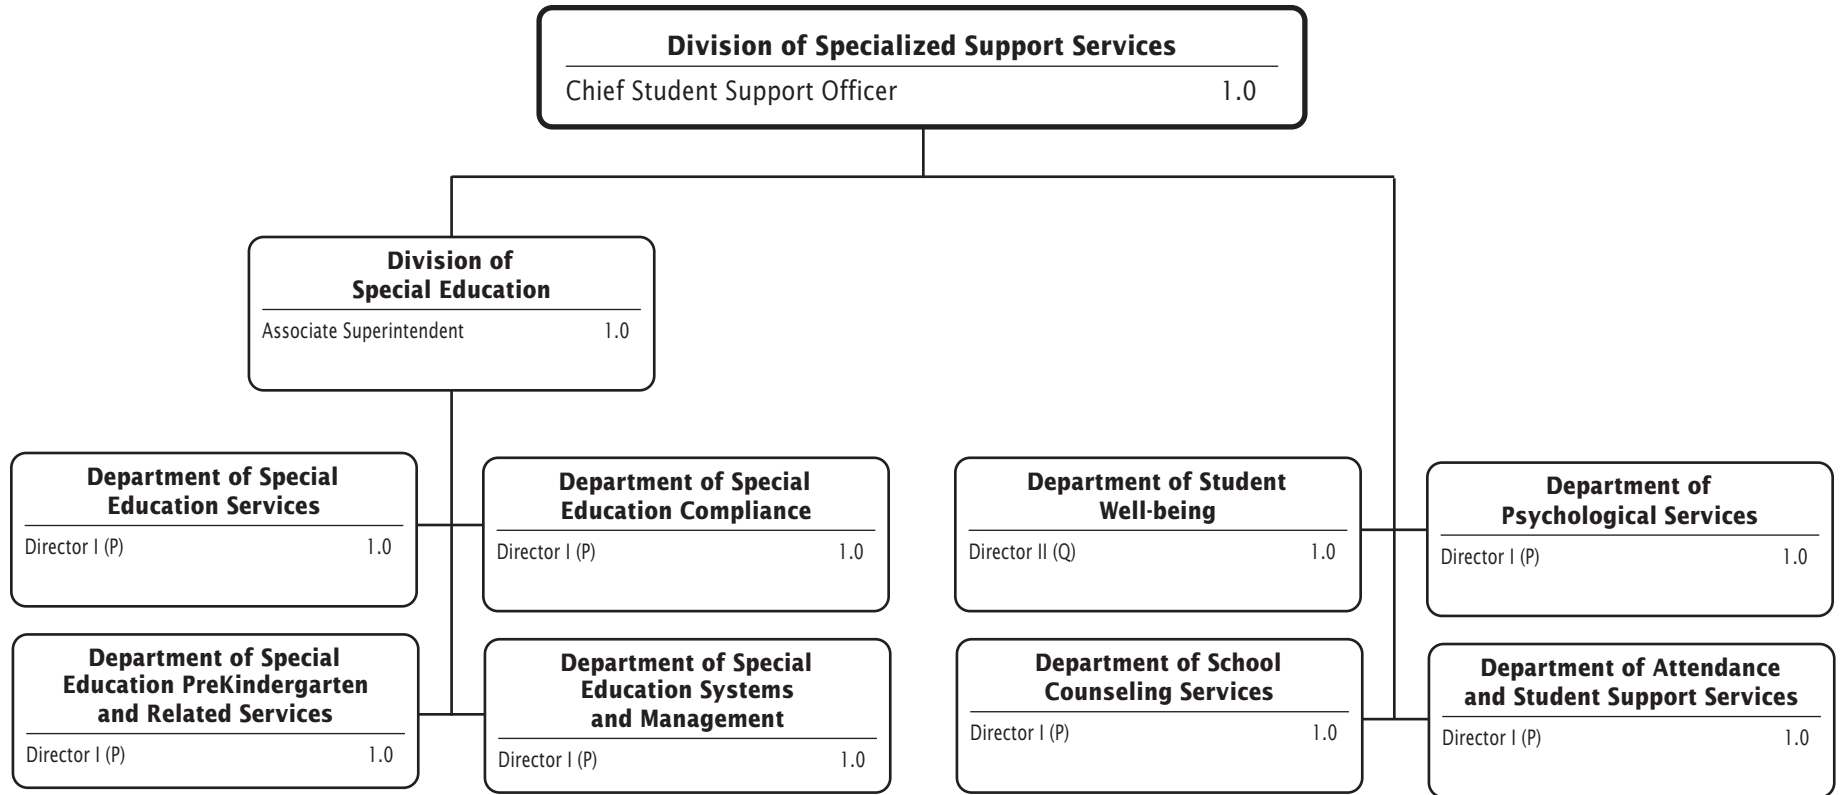 Division of Specialized Support Services
Chief Student Support Officer 1.0
Division of
Special Education
Associate Superintendent 1.0
Department of Special
Education Services
Director I (P) 1.0
Department of Special
Education Compliance
Director I (P) 1.0
Department of Student
Well-being
Director II (Q) 1.0
Department of
Psychological Services
Director I (P) 1.0
Department of Special
Education PreKindergarten
and Related Services
Director I (P) 1.0
Department of Special
Education Systems
and Management
Director I (P) 1.0
Department of School
Counseling Services
Director I (P) 1.0
Department of Attendance
and Student Support Services
Director I (P) 1.0